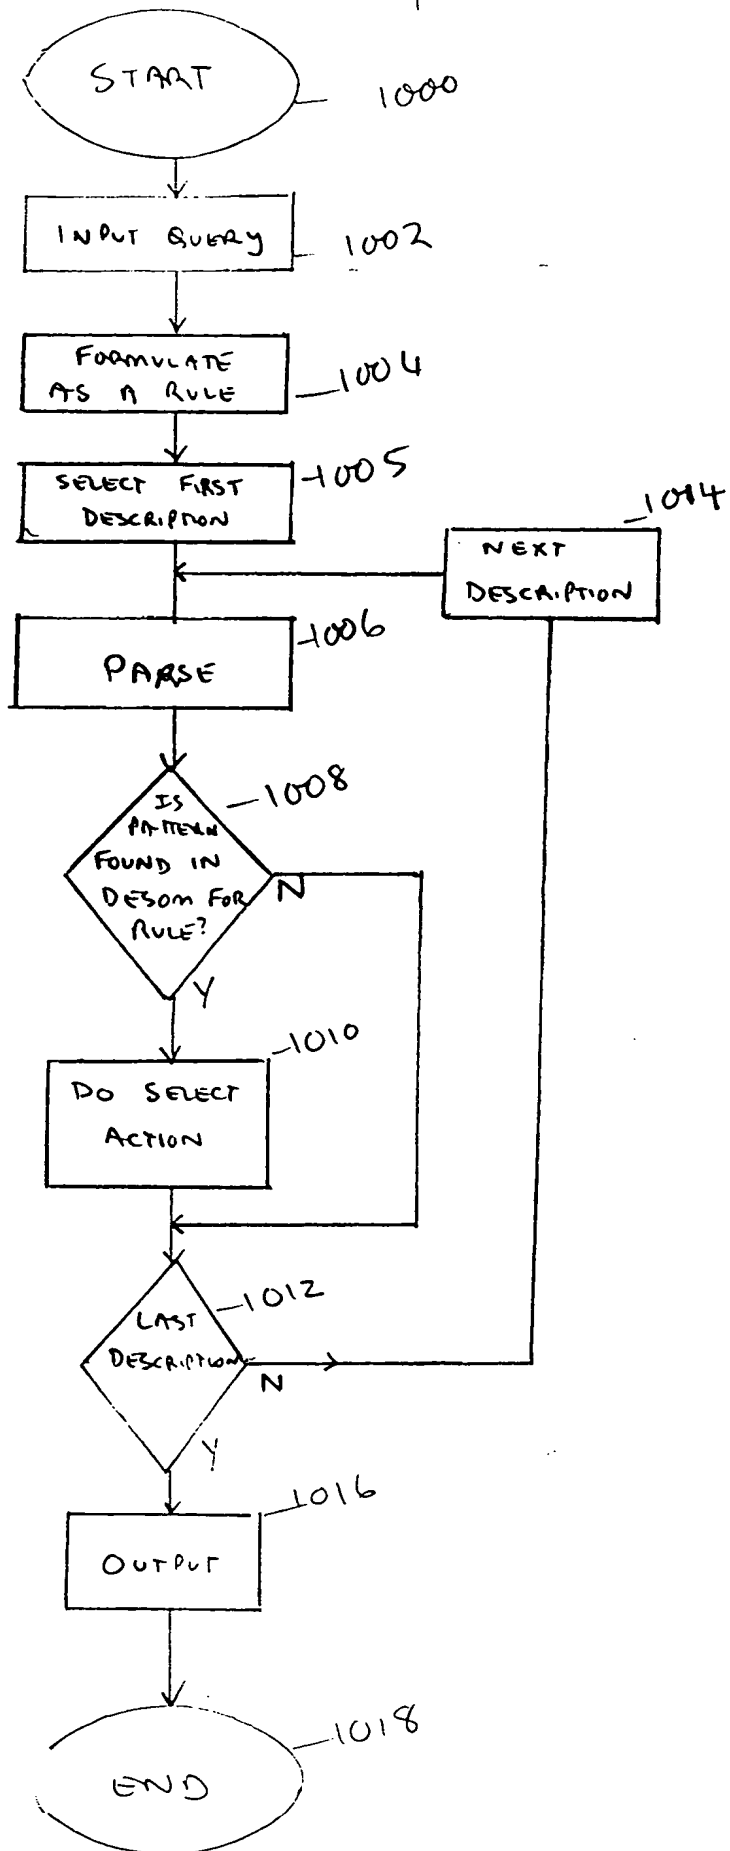 START
1000
INPUT QUERY
1002
FORMULATE
AS A RULE
1004
SELECT FIRST
DESCRIPTION
1005
NEXT
DESCRIPTION
1014
PARSE
1006
IS
PATTERN
FOUND IN
DESCM FOR
RULE?
1008
N
Y
DO SELECT
ACTION
1010
LAST
DESCRIPTION
1012
N
Y
OUTPUT
1016
END
1018